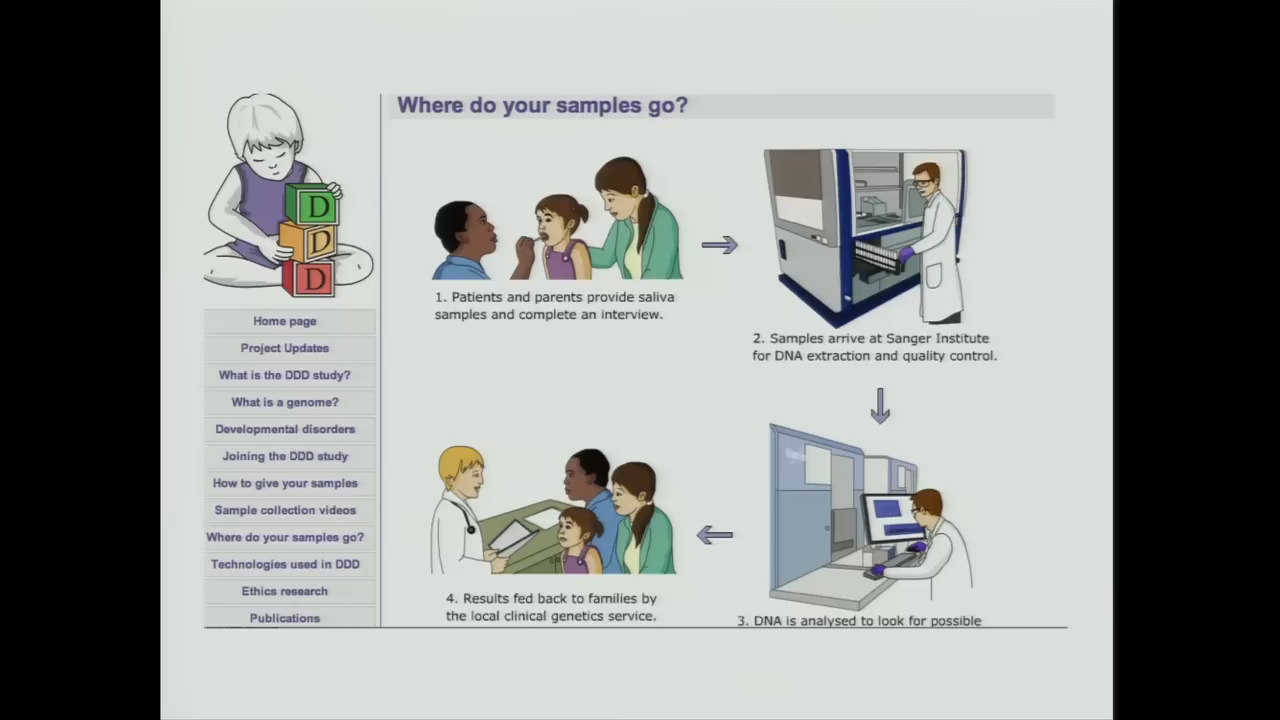 Where do your samples go?
D
D
D
Home page
Project Updates
What is the DDD study?
What is a genome?
Developmental disorders
Joining the DDD study
How to give your samples
Sample collection videos
Where do your samples go?
Technologies used in DDD
Ethics research
Publications
1. Patients and parents provide saliva
samples and complete an interview.
2. Samples arrive at Sanger Institute
for DNA extraction and quality control.
3. DNA is analysed to look for possible
4. Results fed back to families by
the local clinical genetics service.